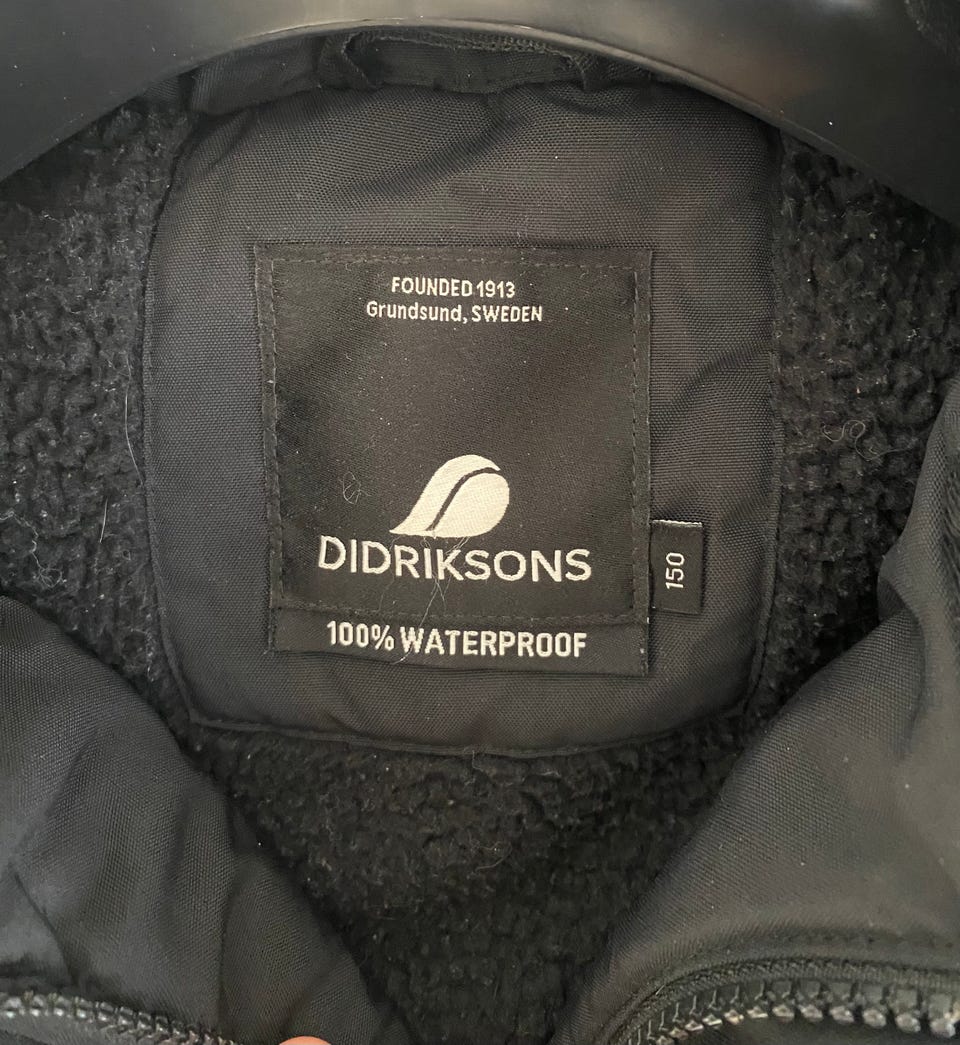 FOUNDED 1913
Grundsund, SWEDEN
DIDRIKSONS
150
100% WATERPROOF